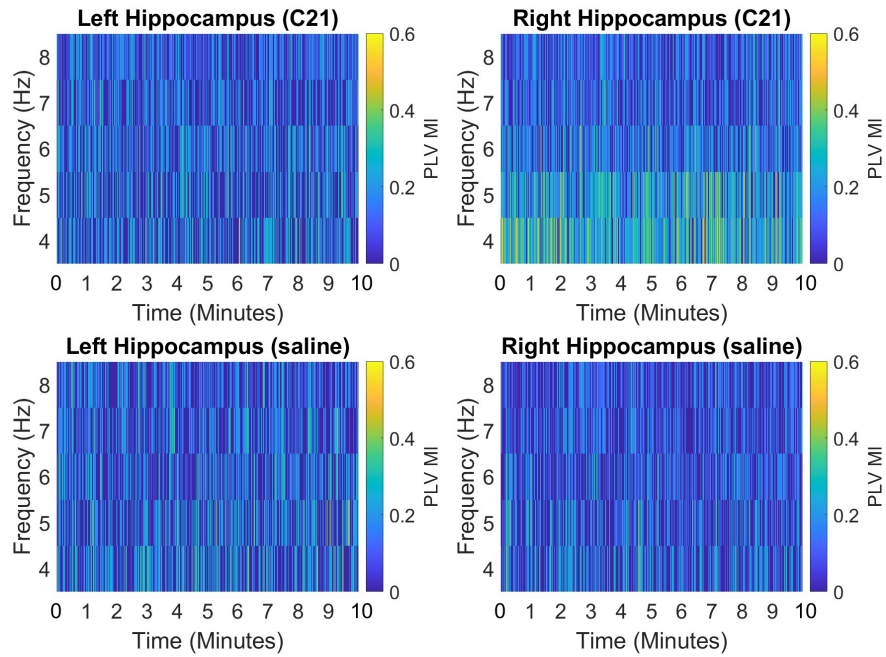 Left Hippocampus (C21)
Frequency (Hz)
8
7
6
5
4
0 1 2 3 4 5 6 7 8 9 10
Time (Minutes)
0.6
0.4
0.2
0
PLV MI
Right Hippocampus (C21)
Frequency (Hz)
8
7
6
5
4
0 1 2 3 4 5 6 7 8 9 10
Time (Minutes)
0.6
0.4
0.2
0
PLV MI
Left Hippocampus (saline)
Frequency (Hz)
8
7
6
5
4
0 1 2 3 4 5 6 7 8 9 10
Time (Minutes)
0.6
0.4
0.2
0
PLV MI
Right Hippocampus (saline)
Frequency (Hz)
8
7
6
5
4
0 1 2 3 4 5 6 7 8 9 10
Time (Minutes)
0.6
0.4
0.2
0
PLV MI